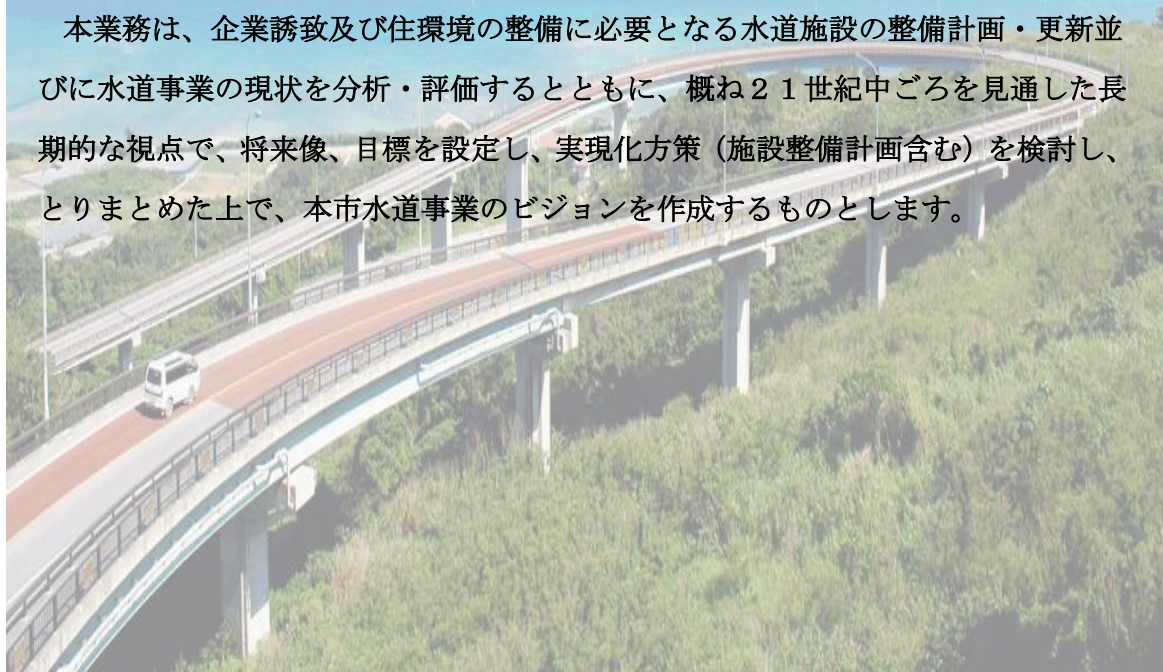 本業務は、企業誘致及び住環境の整備に必要となる水道施設の整備計画・更新並
びに水道事業の現状を分析・評価するとともに、概ね２１世紀中ごろを見通した長
期的な視点で、将来像、目標を設定し、実現化方策（施設整備計画含む）を検討し、
とりまとめた上で、本市水道事業のビジョンを作成するものとします。